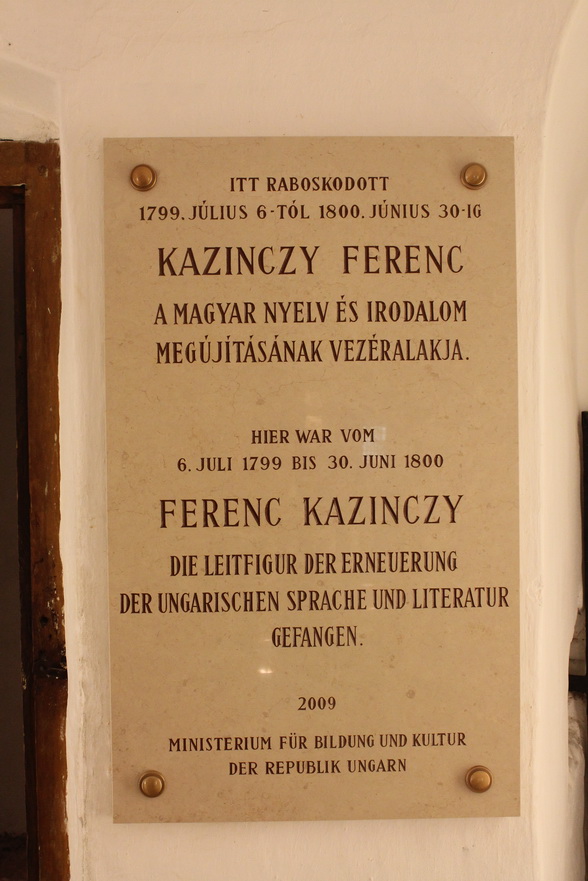 ITT RABOSKODOTT
1799. JÚLIUS 6-TÓL 1800. JÚNIUS 30-IG
KAZINCZY FERENC
A MAGYAR NYELV ÉS IRODALOM
MEGÚJÍTÁSÁNAK VEZÉRALAKJA.
HIER WAR VOM
6. JULI 1799 BIS 30. JUNI 1800
FERENC KAZINCZY
DIE LEITFIGUR DER ERNEUERUNG
DER UNGARISCHEN SPRACHE UND LITERATUR
GEFANGEN.
2009
MINISTERIUM FÜR BILDUNG UND KULTUR
DER REPUBLIK UNGARN